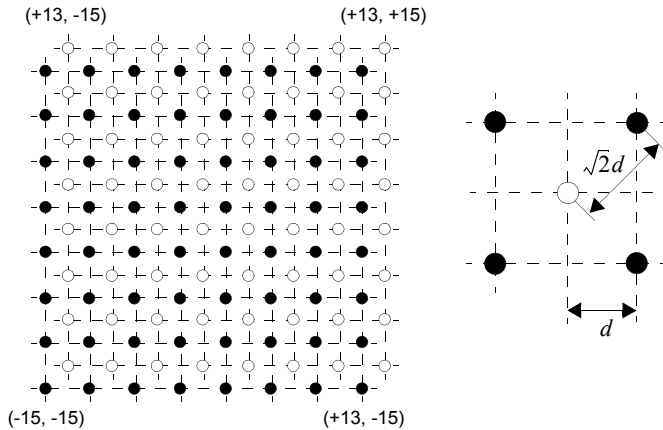 (+13, -15)
(+13, +15)
√2d
d
(-15, -15)
(+13, -15)